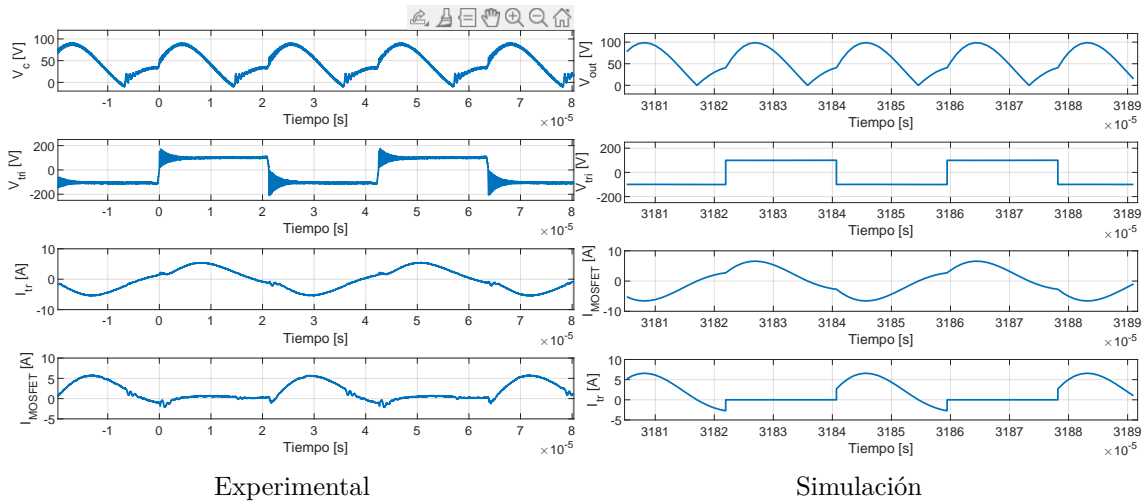 V_c [V]
100
50
0
-1 0 1 2 3 4 5 6 7 8
Tiempo [s]
×10^-5
V_tri [V]
200
0
-200
-1 0 1 2 3 4 5 6 7 8
Tiempo [s]
×10^-5
I_tr [A]
10
0
-10
-1 0 1 2 3 4 5 6 7 8
Tiempo [s]
×10^-5
I_MOSFET [A]
10
5
0
-5
-1 0 1 2 3 4 5 6 7 8
Tiempo [s]
×10^-5
Experimental
V_out [V]
100
50
0
3181 3182 3183 3184 3185 3186 3187 3188 3189
Tiempo [s]
×10^-5
V_tri [V]
200
0
-200
3181 3182 3183 3184 3185 3186 3187 3188 3189
Tiempo [s]
×10^-5
I_MOSFET [A]
10
0
-10
3181 3182 3183 3184 3185 3186 3187 3188 3189
Tiempo [s]
×10^-5
I_tr [A]
10
5
0
-5
3181 3182 3183 3184 3185 3186 3187 3188 3189
Tiempo [s]
×10^-5
Simulación